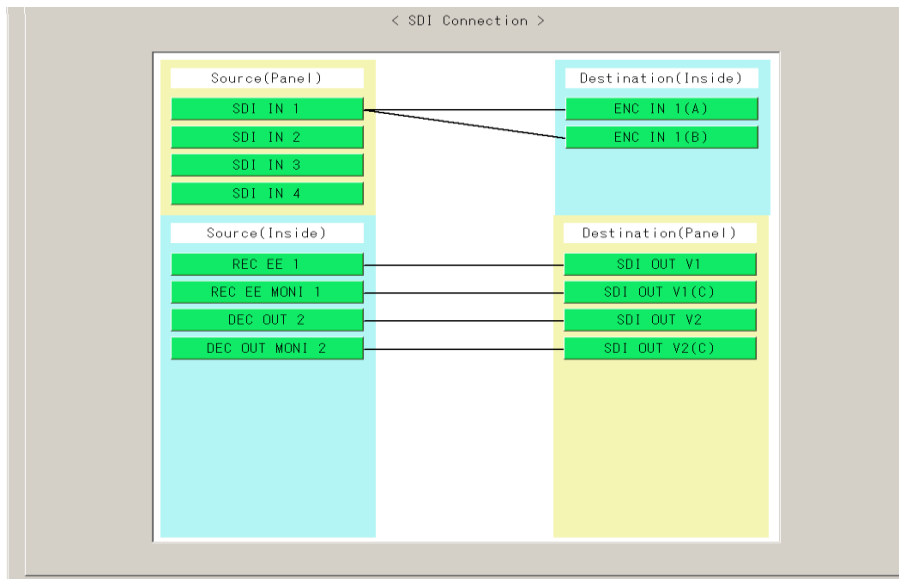 < SDI Connection >
Source(Panel)
SDI IN 1
SDI IN 2
SDI IN 3
SDI IN 4
Destination(Inside)
ENC IN 1(A)
ENC IN 1(B)
Source(Inside)
REC EE 1
REC EE MONI 1
DEC OUT 2
DEC OUT MONI 2
Destination(Panel)
SDI OUT V1
SDI OUT V1(C)
SDI OUT V2
SDI OUT V2(C)